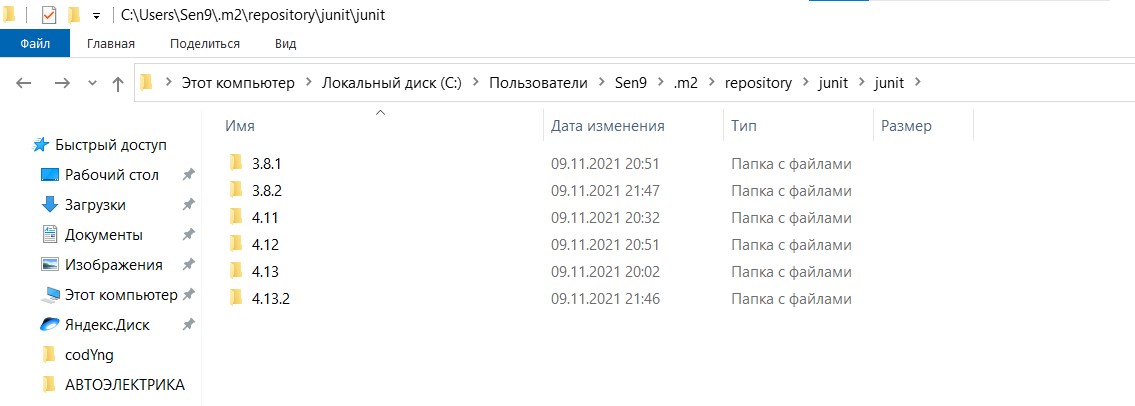 C:\Users\Sen9\.m2\repository\junit\junit
Файл Главная Поделиться Вид
Этот компьютер Локальный диск (C:) Пользователи Sen9 .m2 repository junit junit
Имя Дата изменения Тип Размер
Быстрый доступ
Рабочий стол
Загрузки
Документы
Изображения
Этот компьютер
Яндекс.Диск
codYng
АВТОЭЛЕКТРИКА
3.8.1 09.11.2021 20:51 Папка с файлами
3.8.2 09.11.2021 21:47 Папка с файлами
4.11 09.11.2021 20:32 Папка с файлами
4.12 09.11.2021 20:51 Папка с файлами
4.13 09.11.2021 20:02 Папка с файлами
4.13.2 09.11.2021 21:46 Папка с файлами